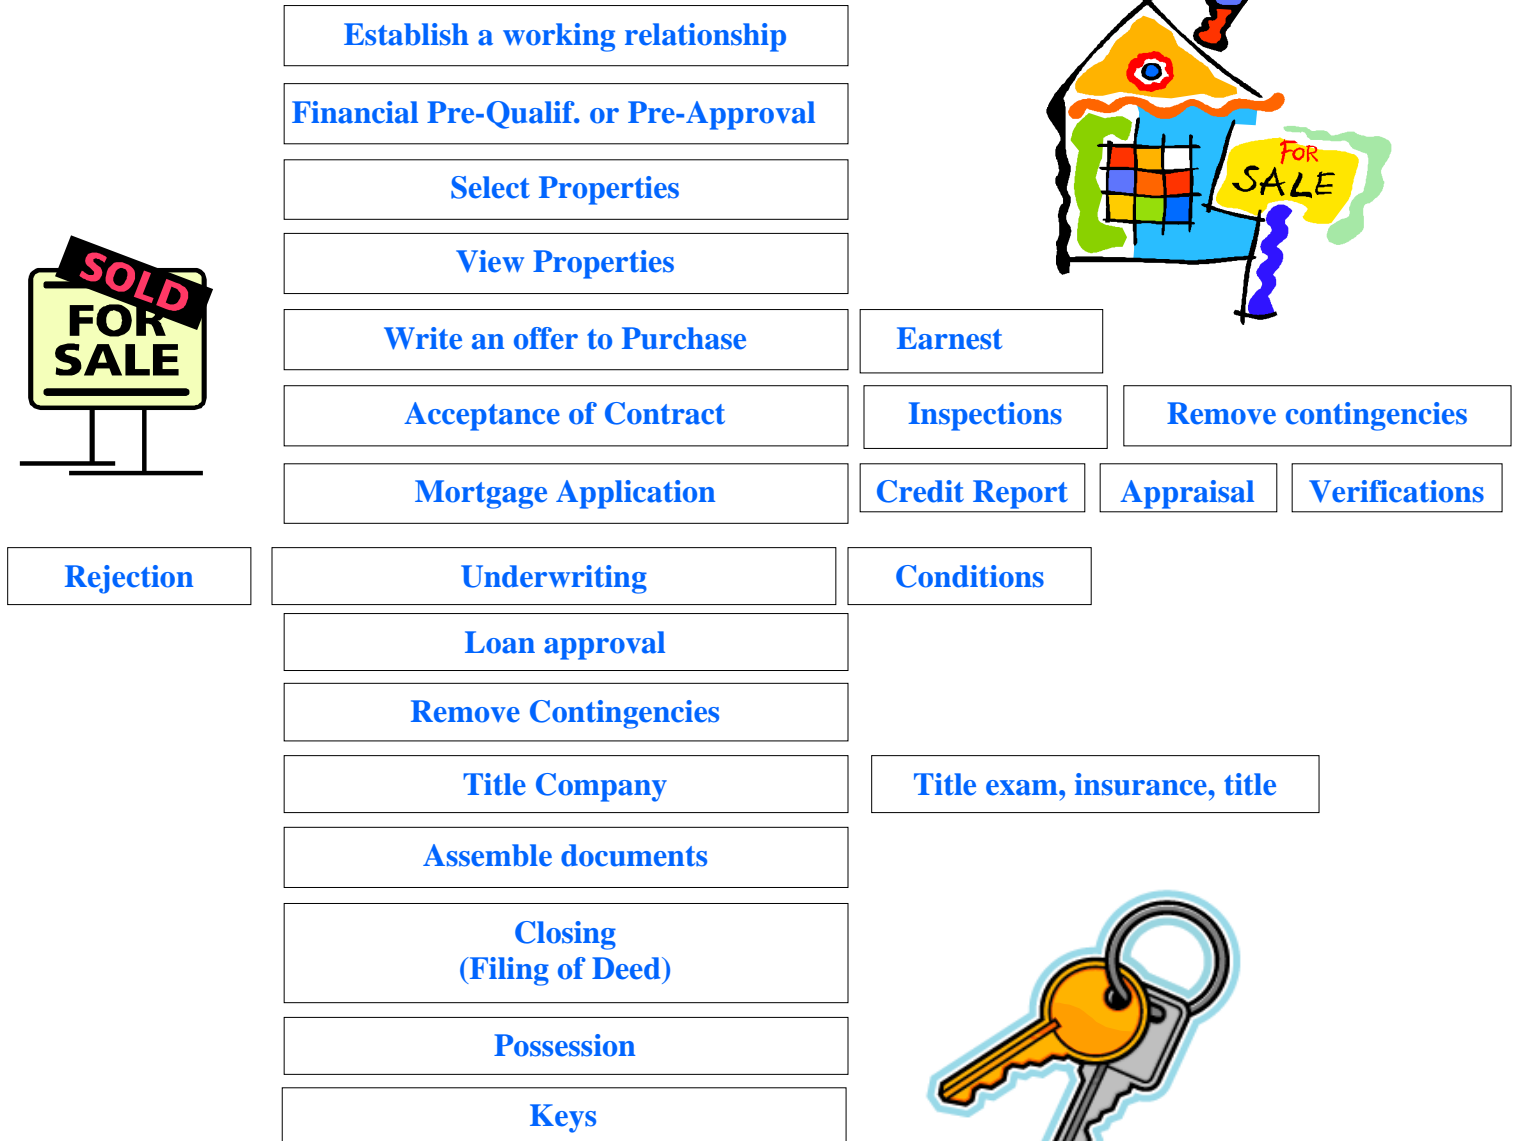 Establish a working relationship
Financial Pre-Qualif. or Pre-Approval
Select Properties
FOR
SALE
View Properties
SOLD
FOR
SALE
Write an offer to Purchase
Earnest
Acceptance of Contract
Inspections
Remove contingencies
Mortgage Application
Credit Report
Appraisal
Verifications
Rejection
Underwriting
Conditions
Loan approval
Remove Contingencies
Title Company
Title exam, insurance, title
Assemble documents
Closing
(Filing of Deed)
Possession
Keys